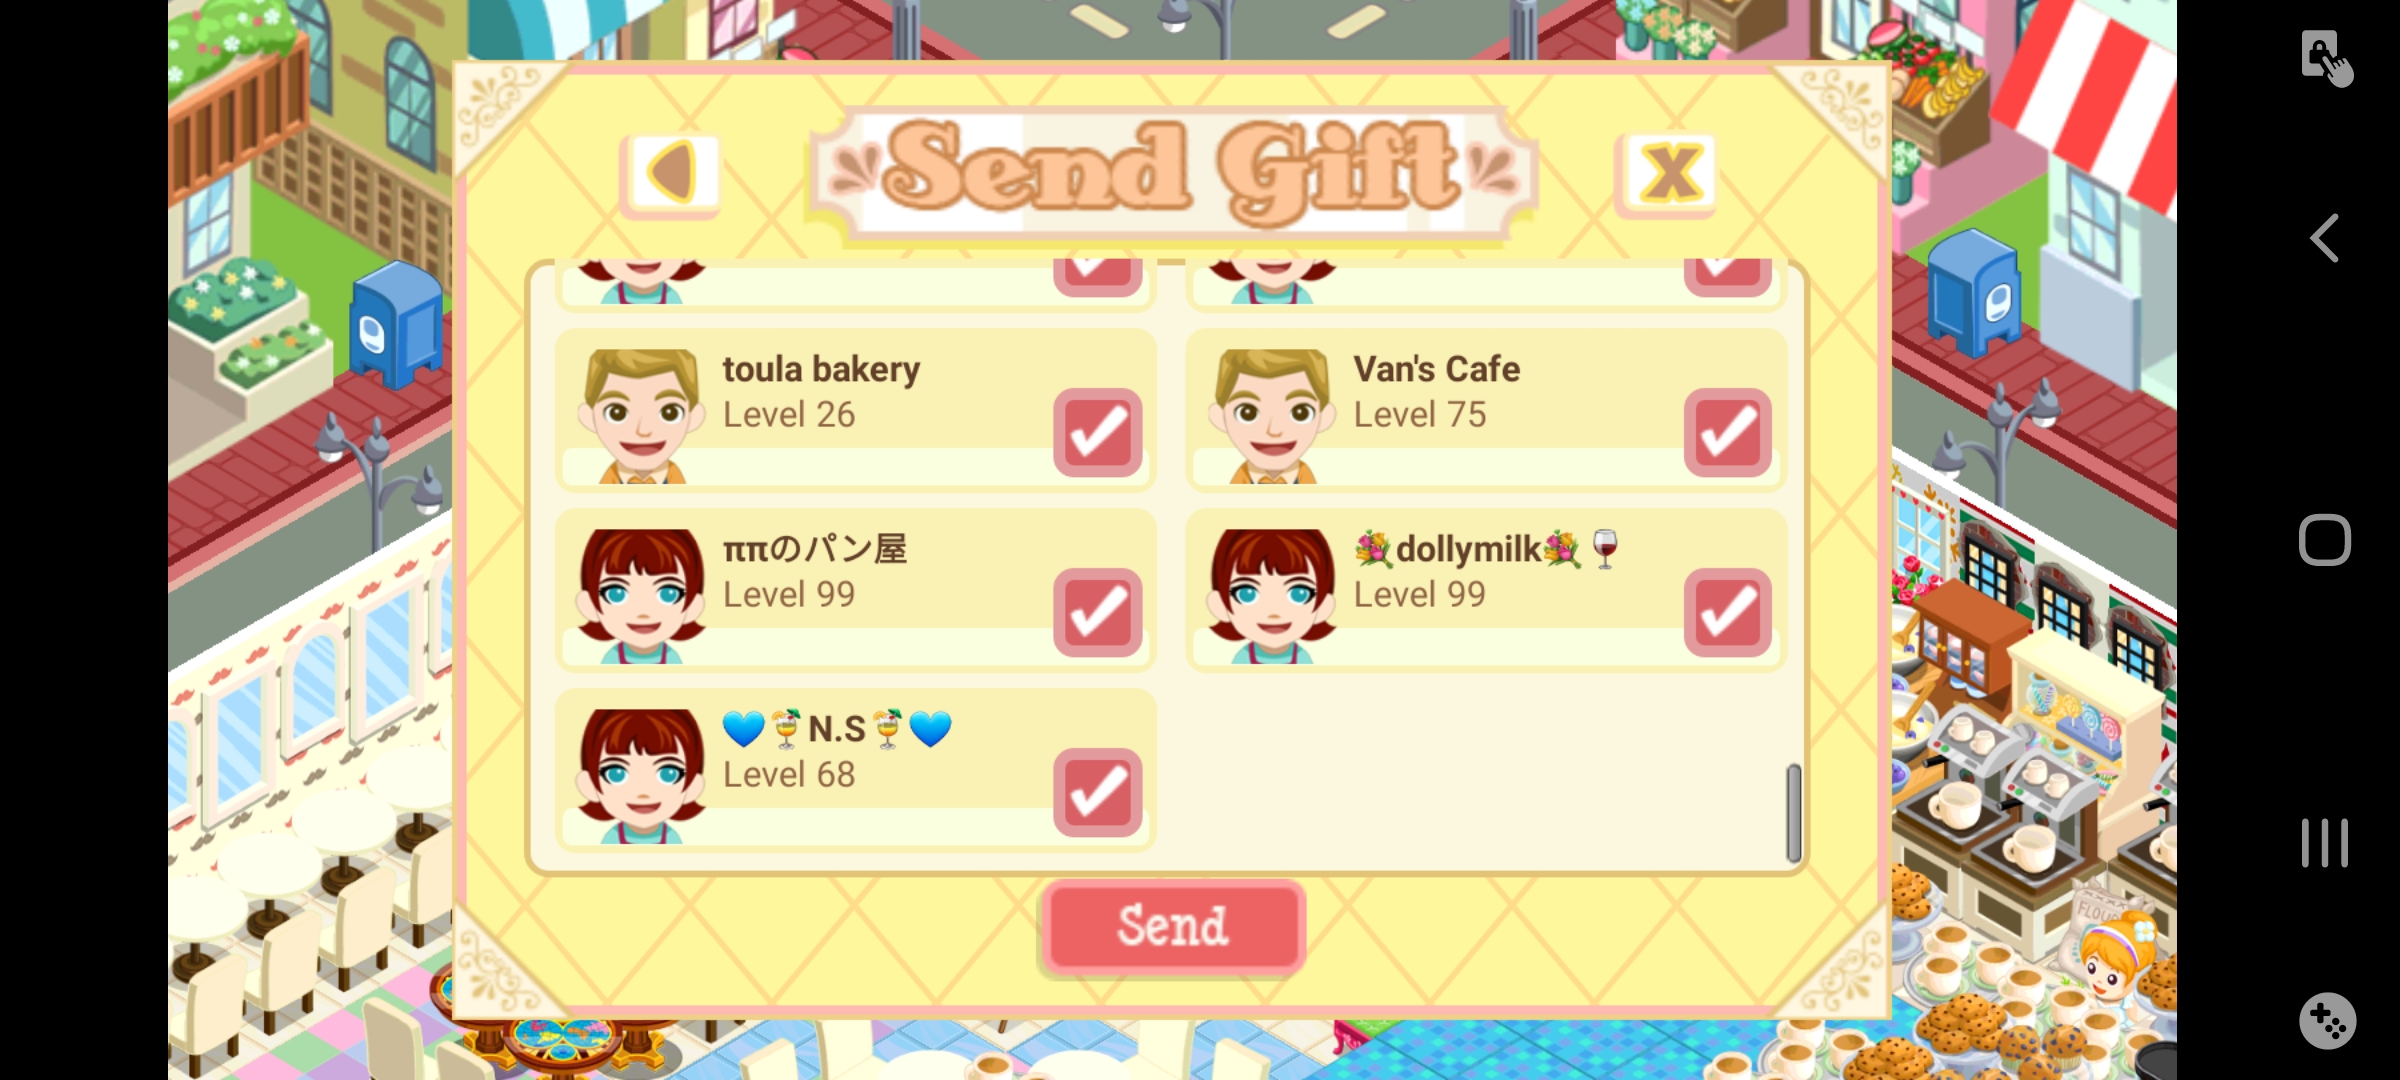 Send Gift
X
toula bakery
Level 26
Van's Cafe
Level 75
ππのパン屋
Level 99
💐dollymilk💐🍷
Level 99
💙🍹N.S🍹💙
Level 68
Send
FLOUR